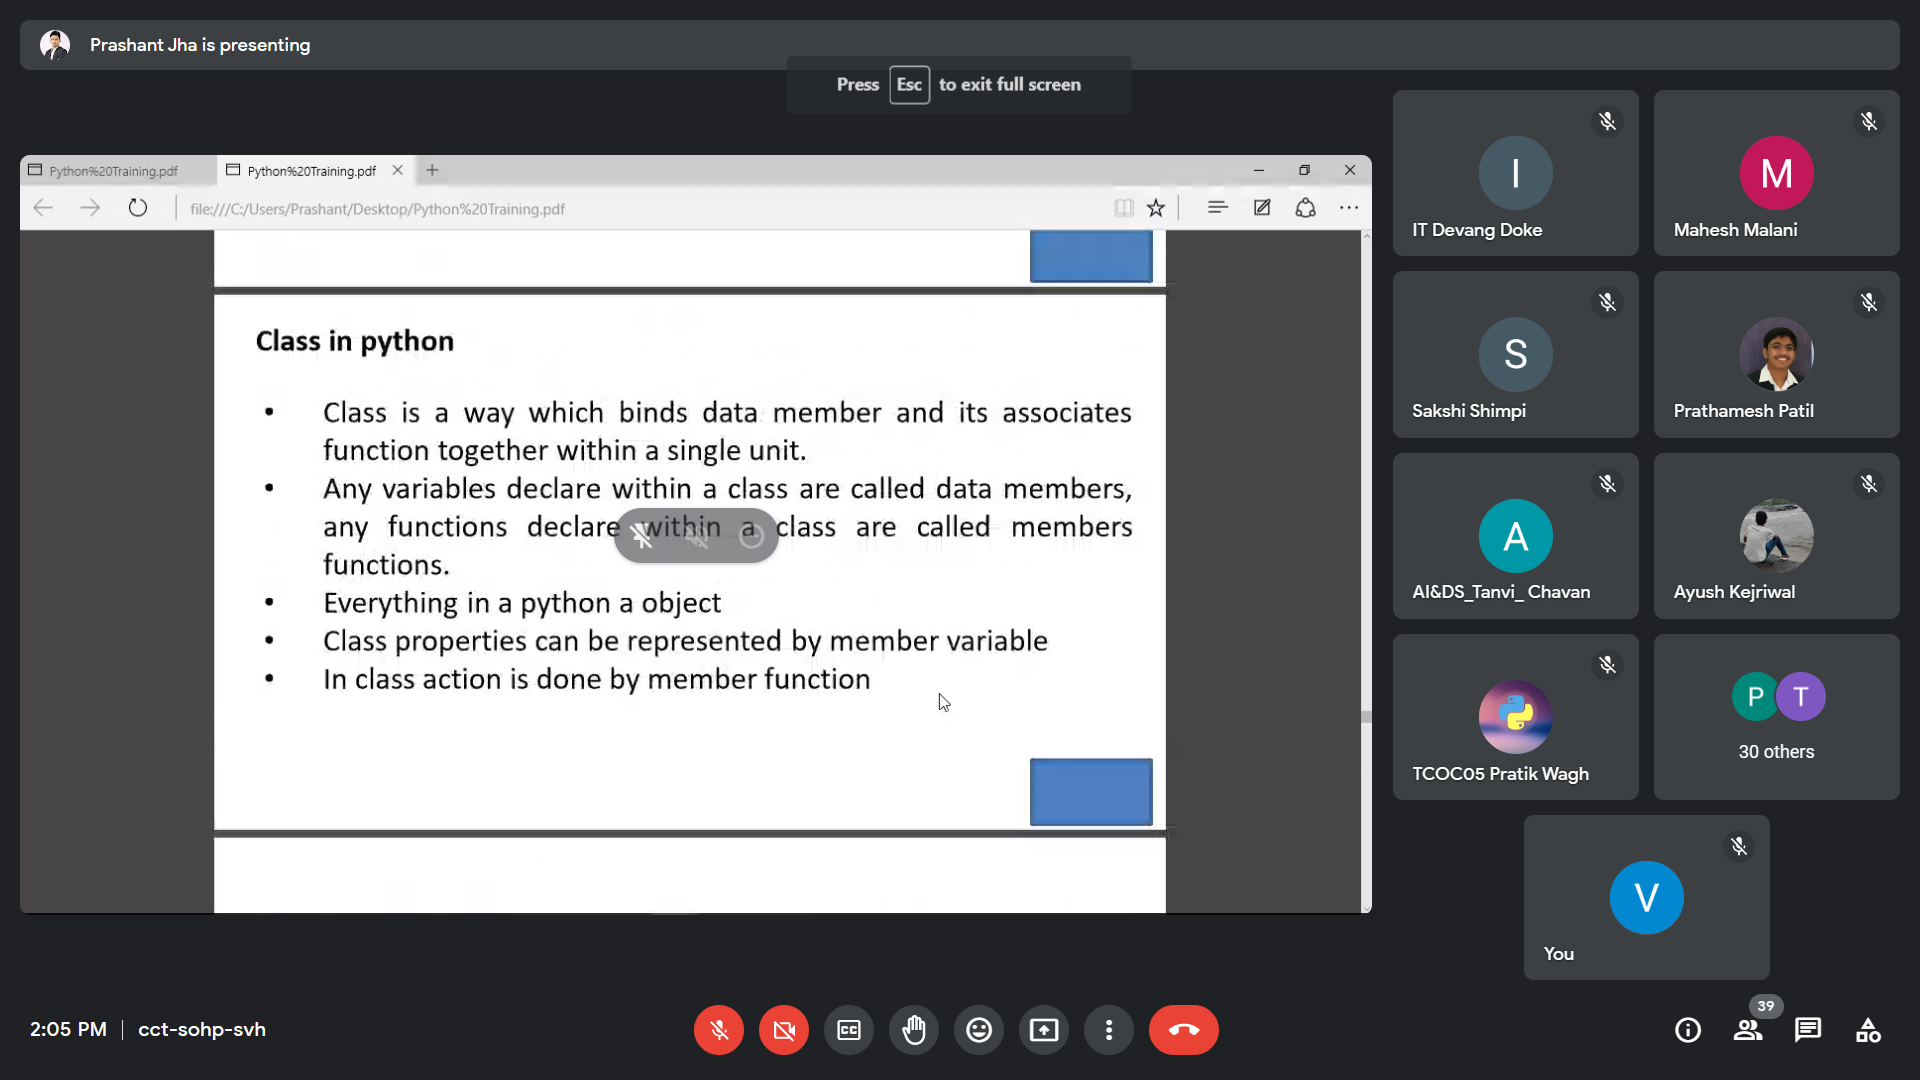 Prashant Jha is presenting
Press Esc to exit full screen
Python%20Training.pdf
Python%20Training.pdf
file:///C:/Users/Prashant/Desktop/Python%20Training.pdf
Class in python
• Class is a way which binds data member and its associates
function together within a single unit.
• Any variables declare within a class are called data members,
any functions declare within a class are called members
functions.
• Everything in a python a object
• Class properties can be represented by member variable
• In class action is done by member function
I
IT Devang Doke
M
Mahesh Malani
S
Sakshi Shimpi
Prathamesh Patil
A
AI&DS_Tanvi_ Chavan
Ayush Kejriwal
TCOC05 Pratik Wagh
P T
30 others
V
You
2:05 PM | cct-sohp-svh
CC
39